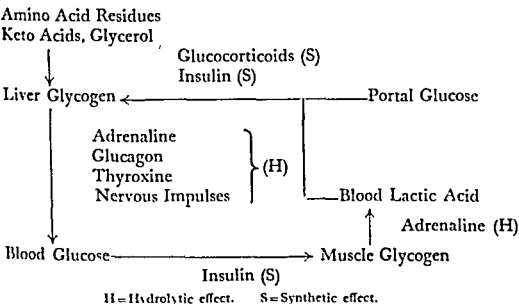 Amino Acid Residues
Keto Acids, Glycerol
Glucocorticoids (S)
Insulin (S)
Liver Glycogen
Portal Glucose
Adrenaline
Glucagon
Thyroxine
Nervous Impulses
(H)
Blood Lactic Acid
Adrenaline (H)
Blood Glucose
Muscle Glycogen
Insulin (S)
H=Hydrolytic effect. S=Synthetic effect.